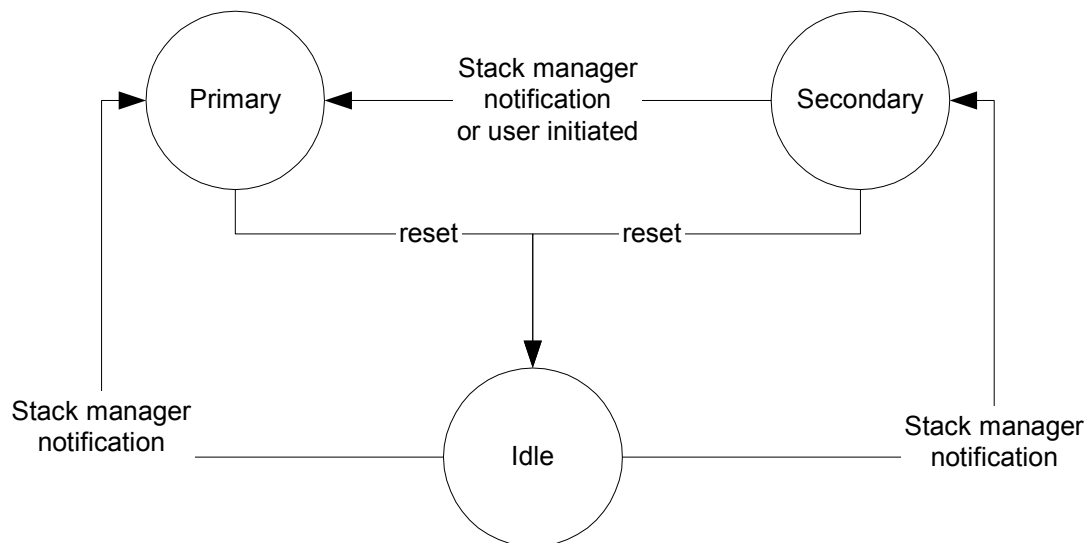 Primary
Stack manager
notification
or user initiated
Secondary
reset
reset
Stack manager
notification
Idle
Stack manager
notification